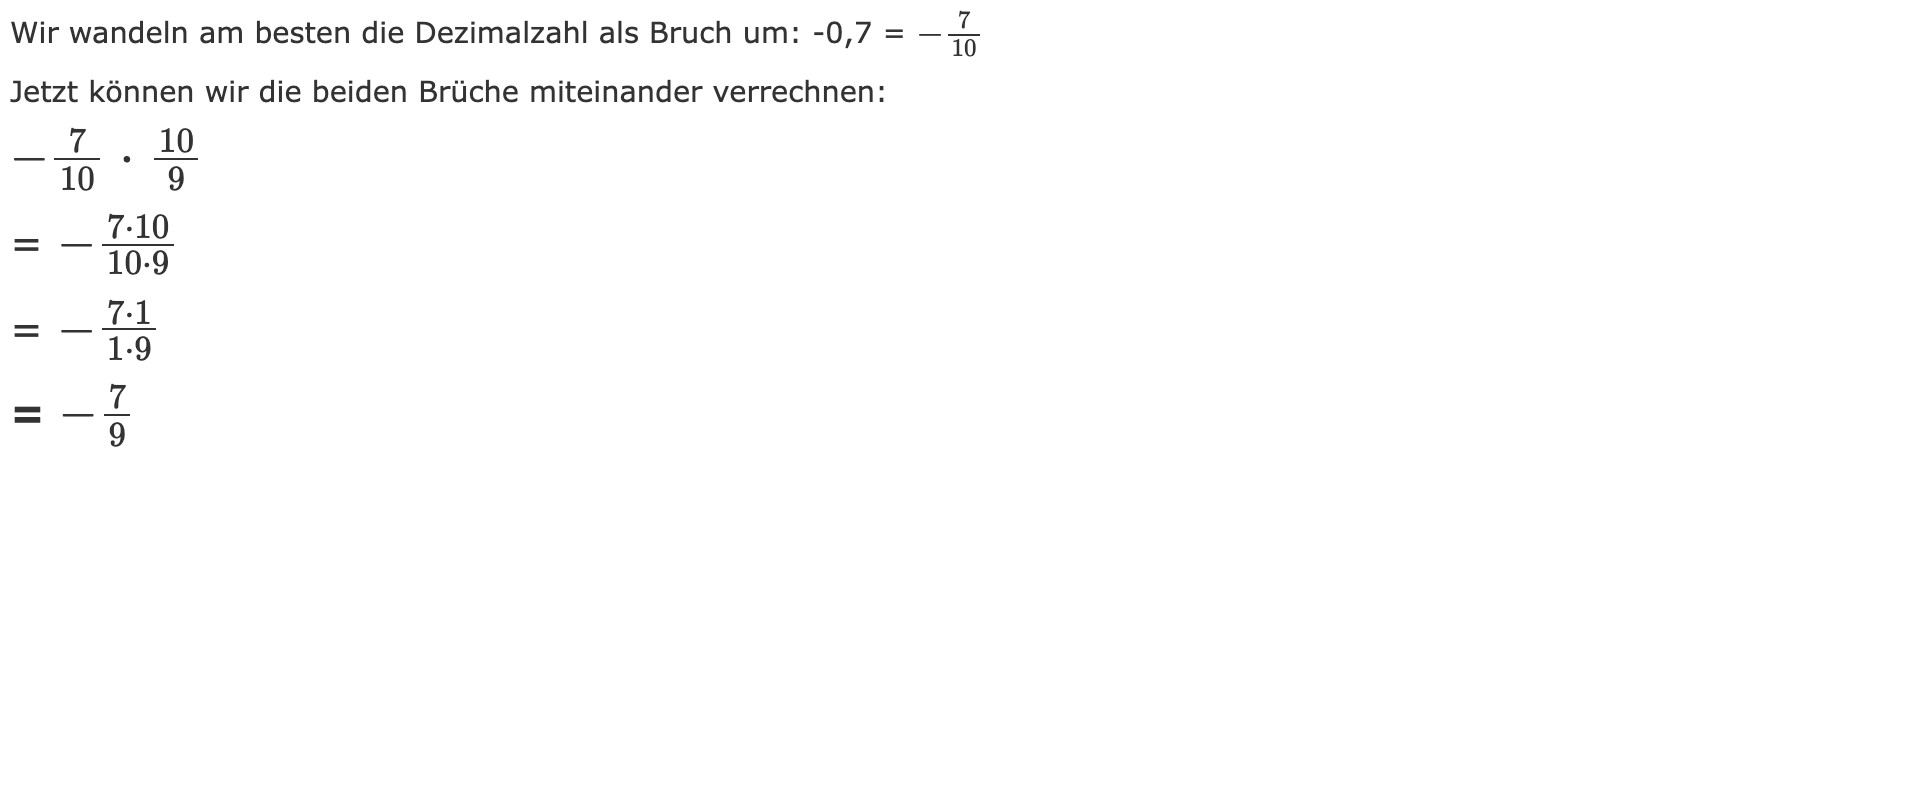 Wir wandeln am besten die Dezimalzahl als Bruch um: -0,7 = $-\frac{7}{10}$
Jetzt können wir die beiden Brüche miteinander verrechnen:
$-\frac{7}{10} \cdot \frac{10}{9}$
= $-\frac{7 \cdot 10}{10 \cdot 9}$
= $-\frac{7 \cdot 1}{1 \cdot 9}$
= $-\frac{7}{9}$